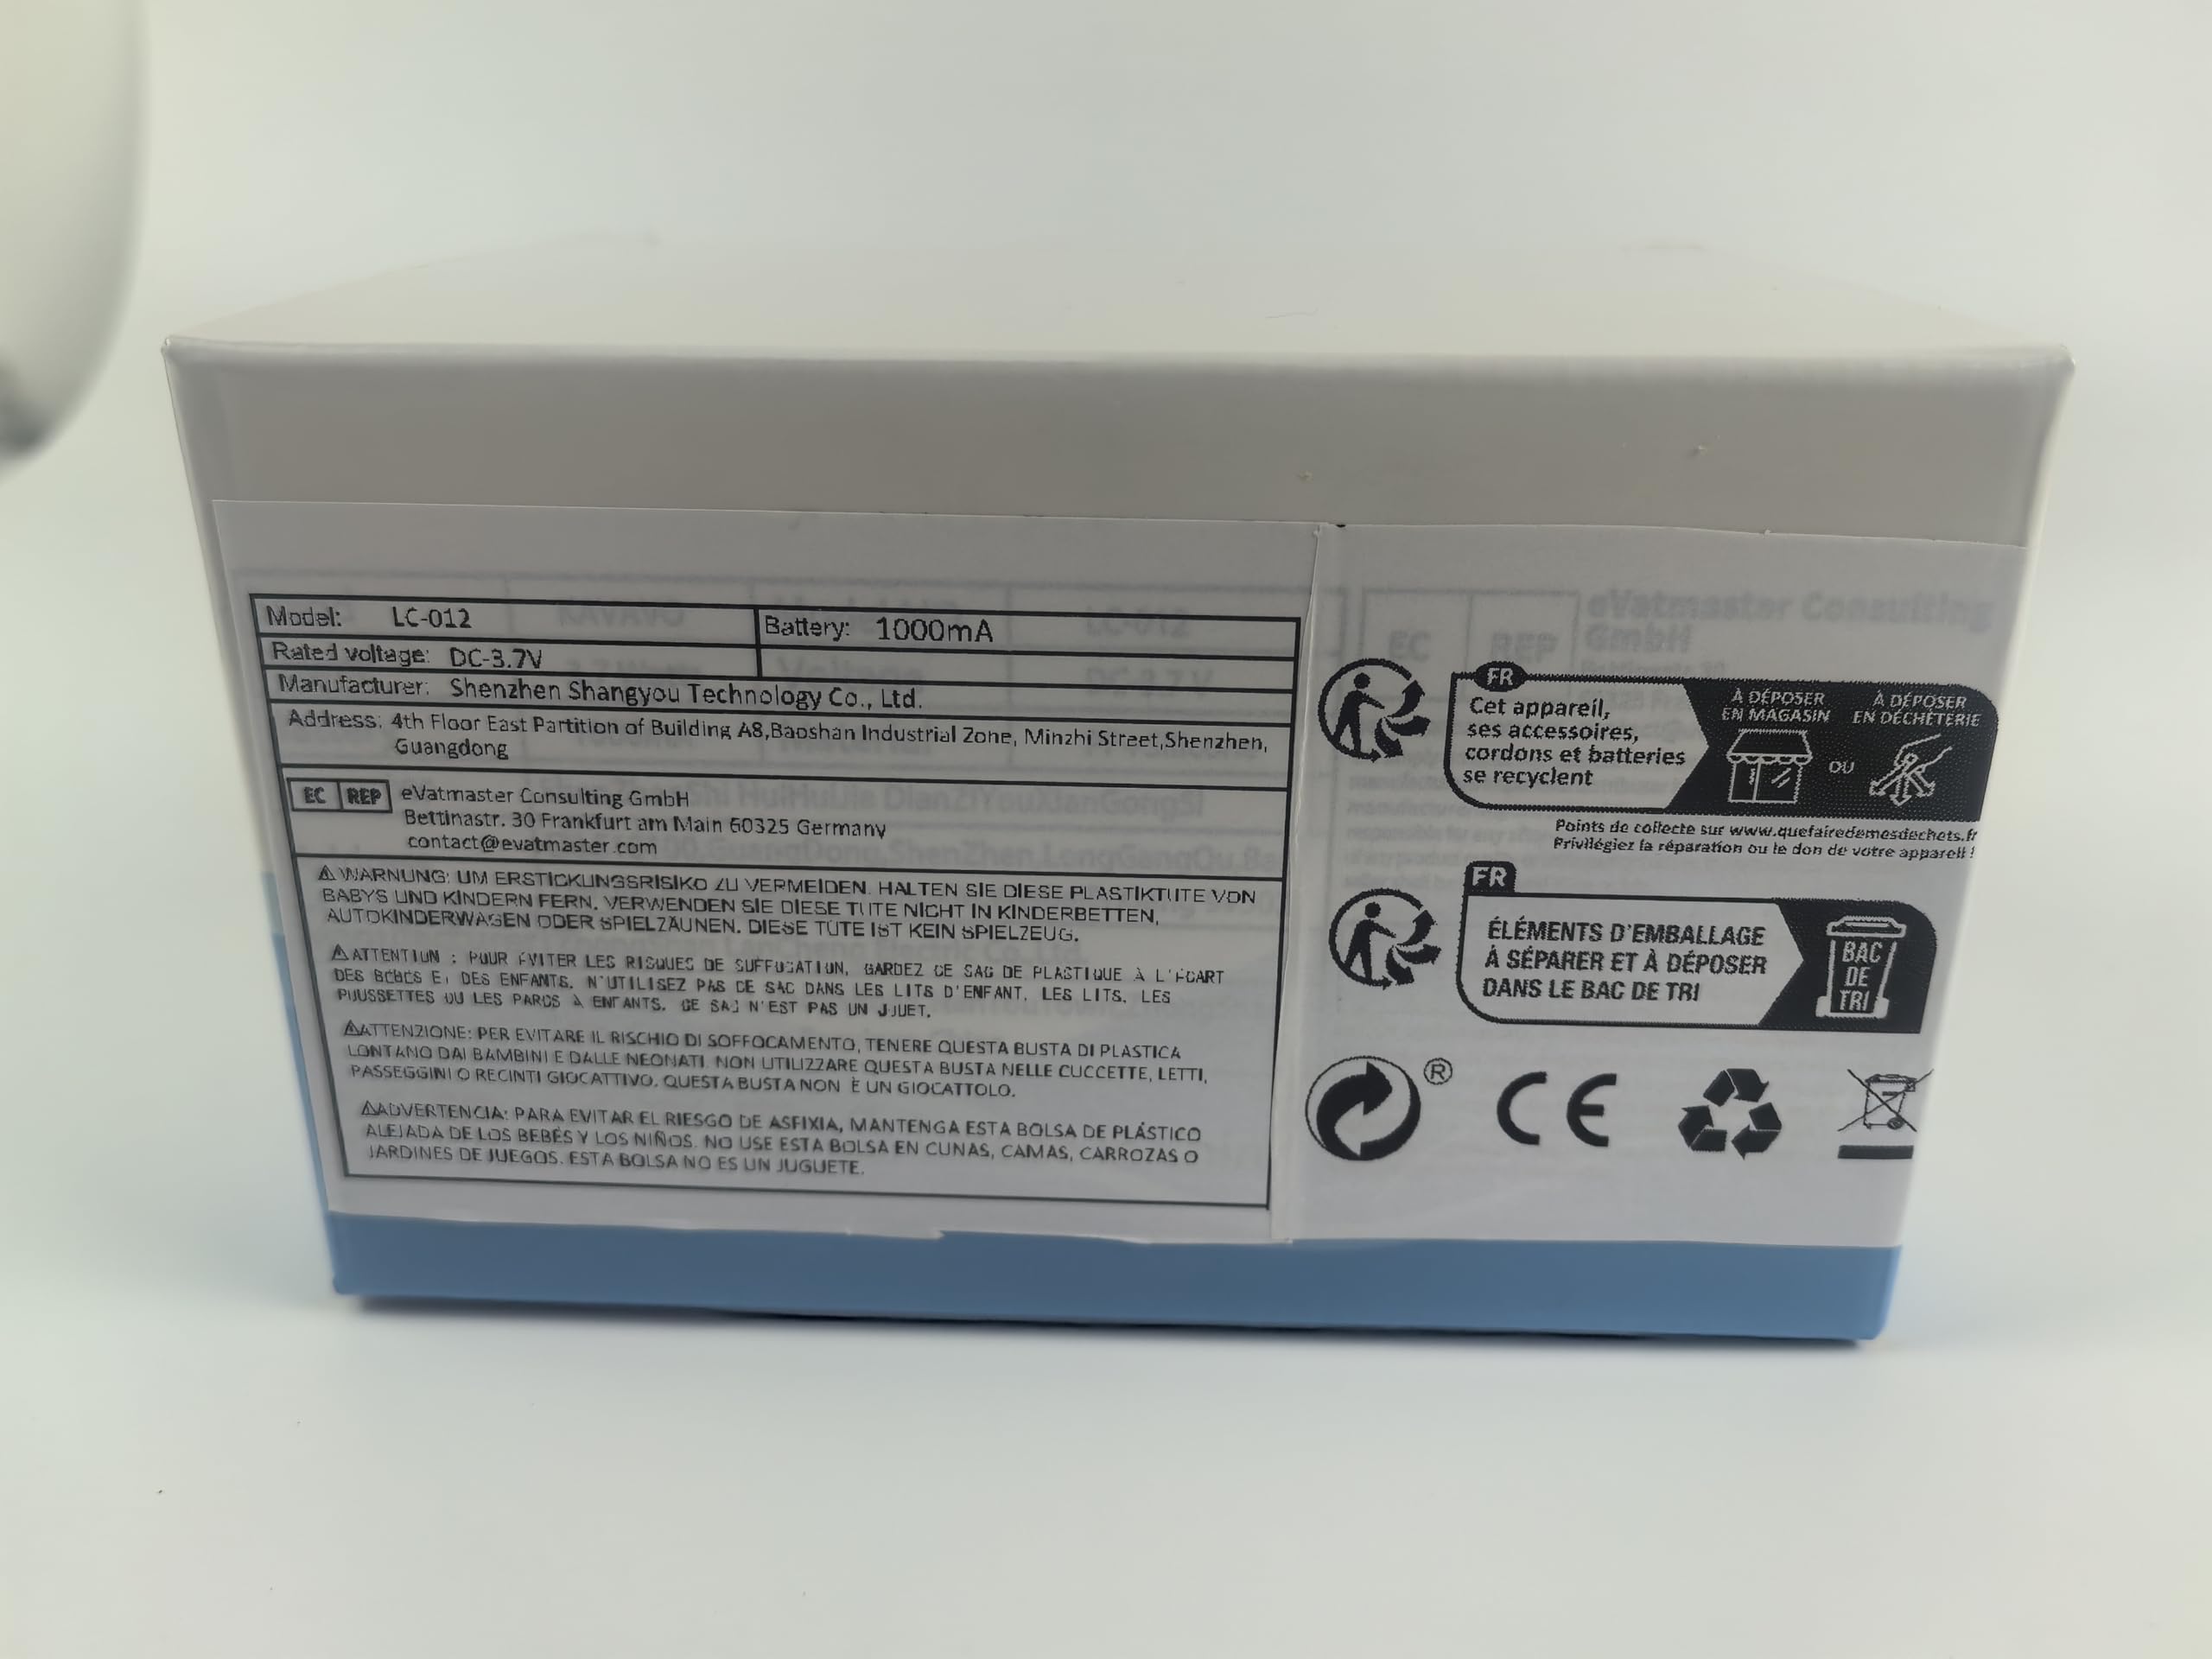 Model: LC-012
Battery: 1000mA
Rated voltage: DC-3.7V
Manufacturer: Shenzhen Shangyou Technology Co., Ltd.
Address: 4th Floor East Partition of Building A8,Baoshan Industrial Zone, Minzhi Street,Shenzhen,
Guangdong
EC REP eVatmaster Consulting GmbH
Bettinastr. 30 Frankfurt am Main 60325 Germany
contact@evatmaster.com
⚠WARNUNG: UM ERSTICKUNGSRISIKO ZU VERMEIDEN. HALTEN SIE DIESE PLASTIKTUTE VON
BABYS UND KINDERN FERN. VERWENDEN SIE DIESE TUTE NICHT IN KINDERBETTEN,
AUTOKINDERWAGEN ODER SPIELZAUNEN. DIESE TUTE IST KEIN SPIELZEUG.
⚠ATTENTION : POUR EVITER LES RISQUES DE SUFFOCATION, GARDEZ CE SAC DE PLASTIQUE À L'ÉCART
DES BEBES ET DES ENFANTS. N'UTILISEZ PAS CE SAC DANS LES LITS D'ENFANT, LES LITS, LES
POUSSETTES OU LES PARCS À ENFANTS. CE SAC N'EST PAS UN JOUET.
⚠ATTENZIONE: PER EVITARE IL RISCHIO DI SOFFOCAMENTO, TENERE QUESTA BUSTA DI PLASTICA
LONTANO DAI BAMBINI E DALLE NEONATI. NON UTILIZZARE QUESTA BUSTA NELLE CUCCETTE, LETTI,
PASSEGGINI O RECINTI GIOCATTIVO. QUESTA BUSTA NON È UN GIOCATTOLO.
⚠ADVERTENCIA: PARA EVITAR EL RIESGO DE ASFIXIA, MANTENGA ESTA BOLSA DE PLÁSTICO
ALEJADA DE LOS BEBÉS Y LOS NIÑOS. NO USE ESTA BOLSA EN CUNAS, CAMAS, CARROZAS O
JARDINES DE JUEGOS. ESTA BOLSA NO ES UN JUGUETE.
eVatmaster Consulting
GmbH
EC REP
FR
Cet appareil,
ses accessoires,
cordons et batteries
se recyclent
À DÉPOSER
EN MAGASIN
OU
À DÉPOSER
EN DÉCHÈTERIE
Points de collecte sur www.quefairedemesdechets.fr
Privilégiez la réparation ou le don de votre appareil !
FR
ÉLÉMENTS D'EMBALLAGE
À SÉPARER ET À DÉPOSER
DANS LE BAC DE TRI
BAC
DE
TRI
® CE